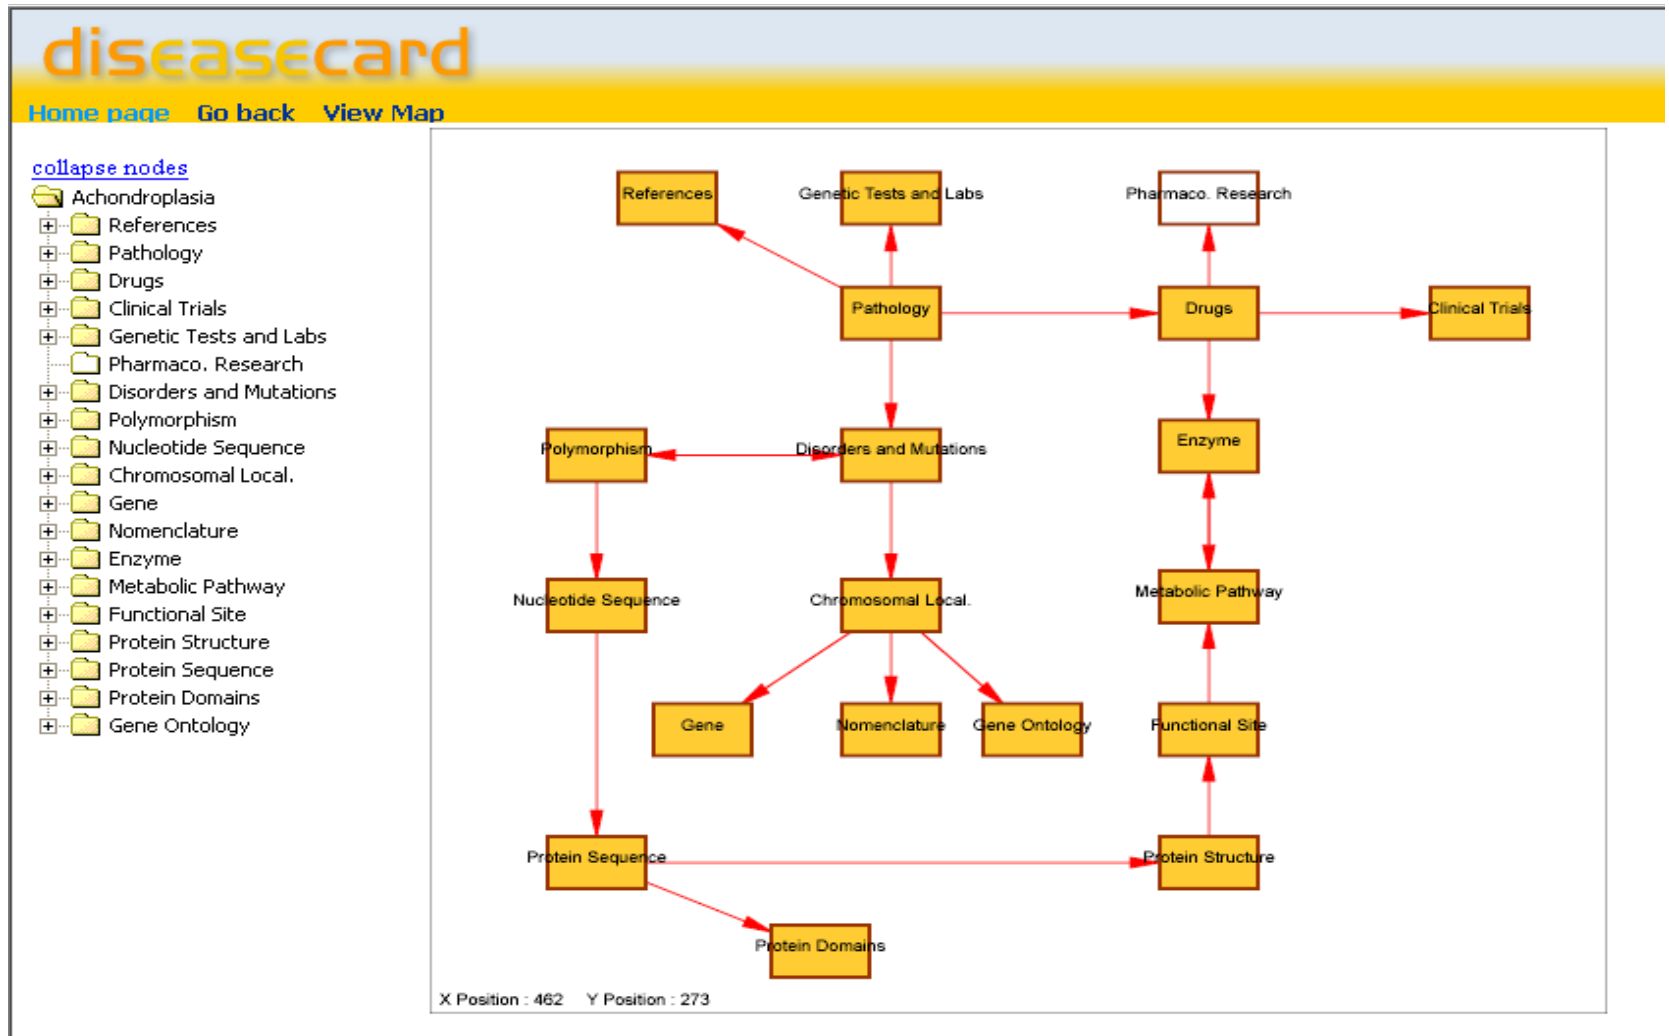 diseasecard
Home page Go back View Map
collapse nodes
Achondroplasia
References
Pathology
Drugs
Clinical Trials
Genetic Tests and Labs
Pharmaco. Research
Disorders and Mutations
Polymorphism
Nucleotide Sequence
Chromosomal Local.
Gene
Nomenclature
Enzyme
Metabolic Pathway
Functional Site
Protein Structure
Protein Sequence
Protein Domains
Gene Ontology
References Genetic Tests and Labs Pharmaco. Research
Pathology Drugs Clinical Trials
Polymorphism Disorders and Mutations Enzyme
Nucleotide Sequence Chromosomal Local. Metabolic Pathway
Gene Nomenclature Gene Ontology Functional Site
Protein Sequence Protein Structure
Protein Domains
X Position : 462 Y Position : 273